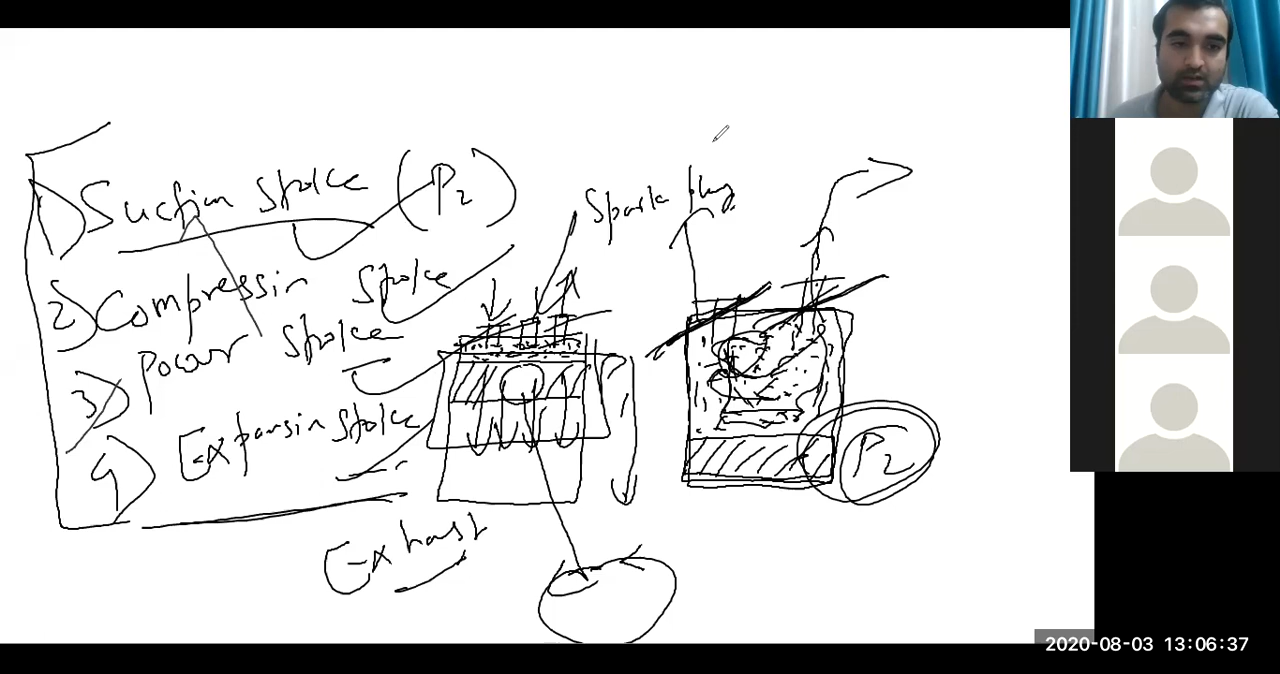 1) Suction Stroke (P2)
Spark plug
2) Compressin Stroke
3) Power Stroke
4) Expansin Stroke
P2
Exhaust
2020-08-03 13:06:37